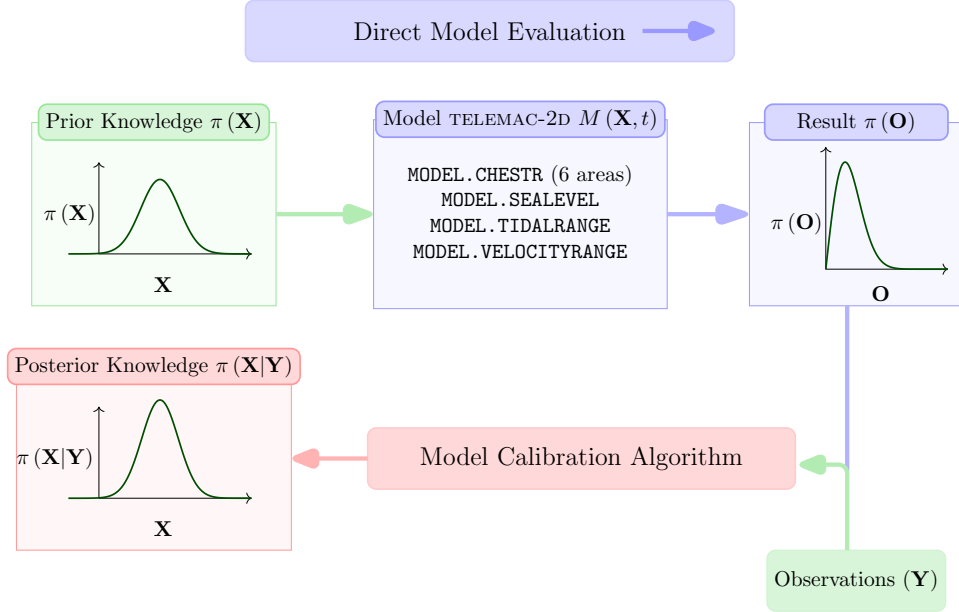 Direct Model Evaluation
Prior Knowledge π (X)
π (X)
X
Model TELEMAC-2D M (X, t)
MODEL.CHESTR (6 areas)
MODEL.SEALEVEL
MODEL.TIDALRANGE
MODEL.VELOCITYRANGE
Result π (O)
π (O)
O
Posterior Knowledge π (X|Y)
π (X|Y)
X
Model Calibration Algorithm
Observations (Y)